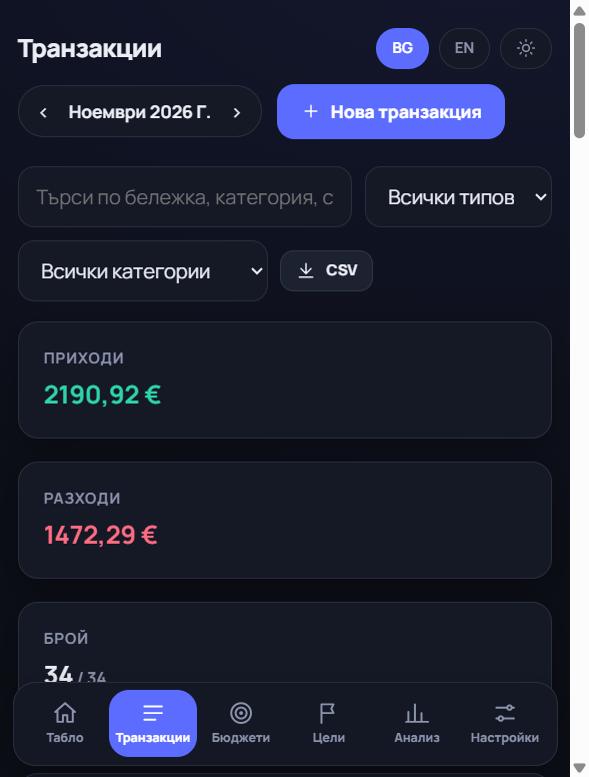 Транзакции
BG
EN
Ноември 2026 Г.
Нова транзакция
Търси по бележка, категория, с
Всички типов
Всички категории
CSV
ПРИХОДИ
2190,92 €
РАЗХОДИ
1472,29 €
БРОЙ
34 / 34
Табло
Транзакции
Бюджети
Цели
Анализ
Настройки